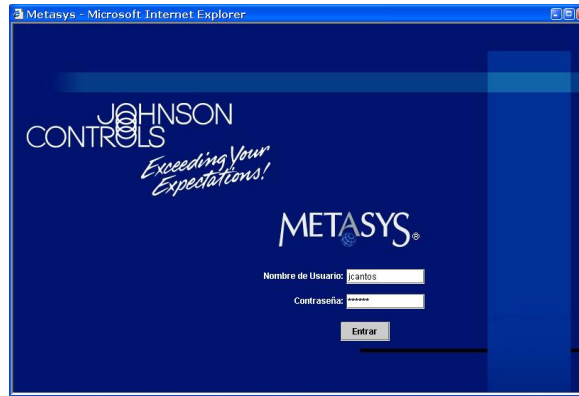 Metasys - Microsoft Internet Explorer
JOHNSON
CONTROLS
Exceeding Your
Expectations!
METASYS®
Nombre de Usuario: jcantos
Contraseña: ******
Entrar